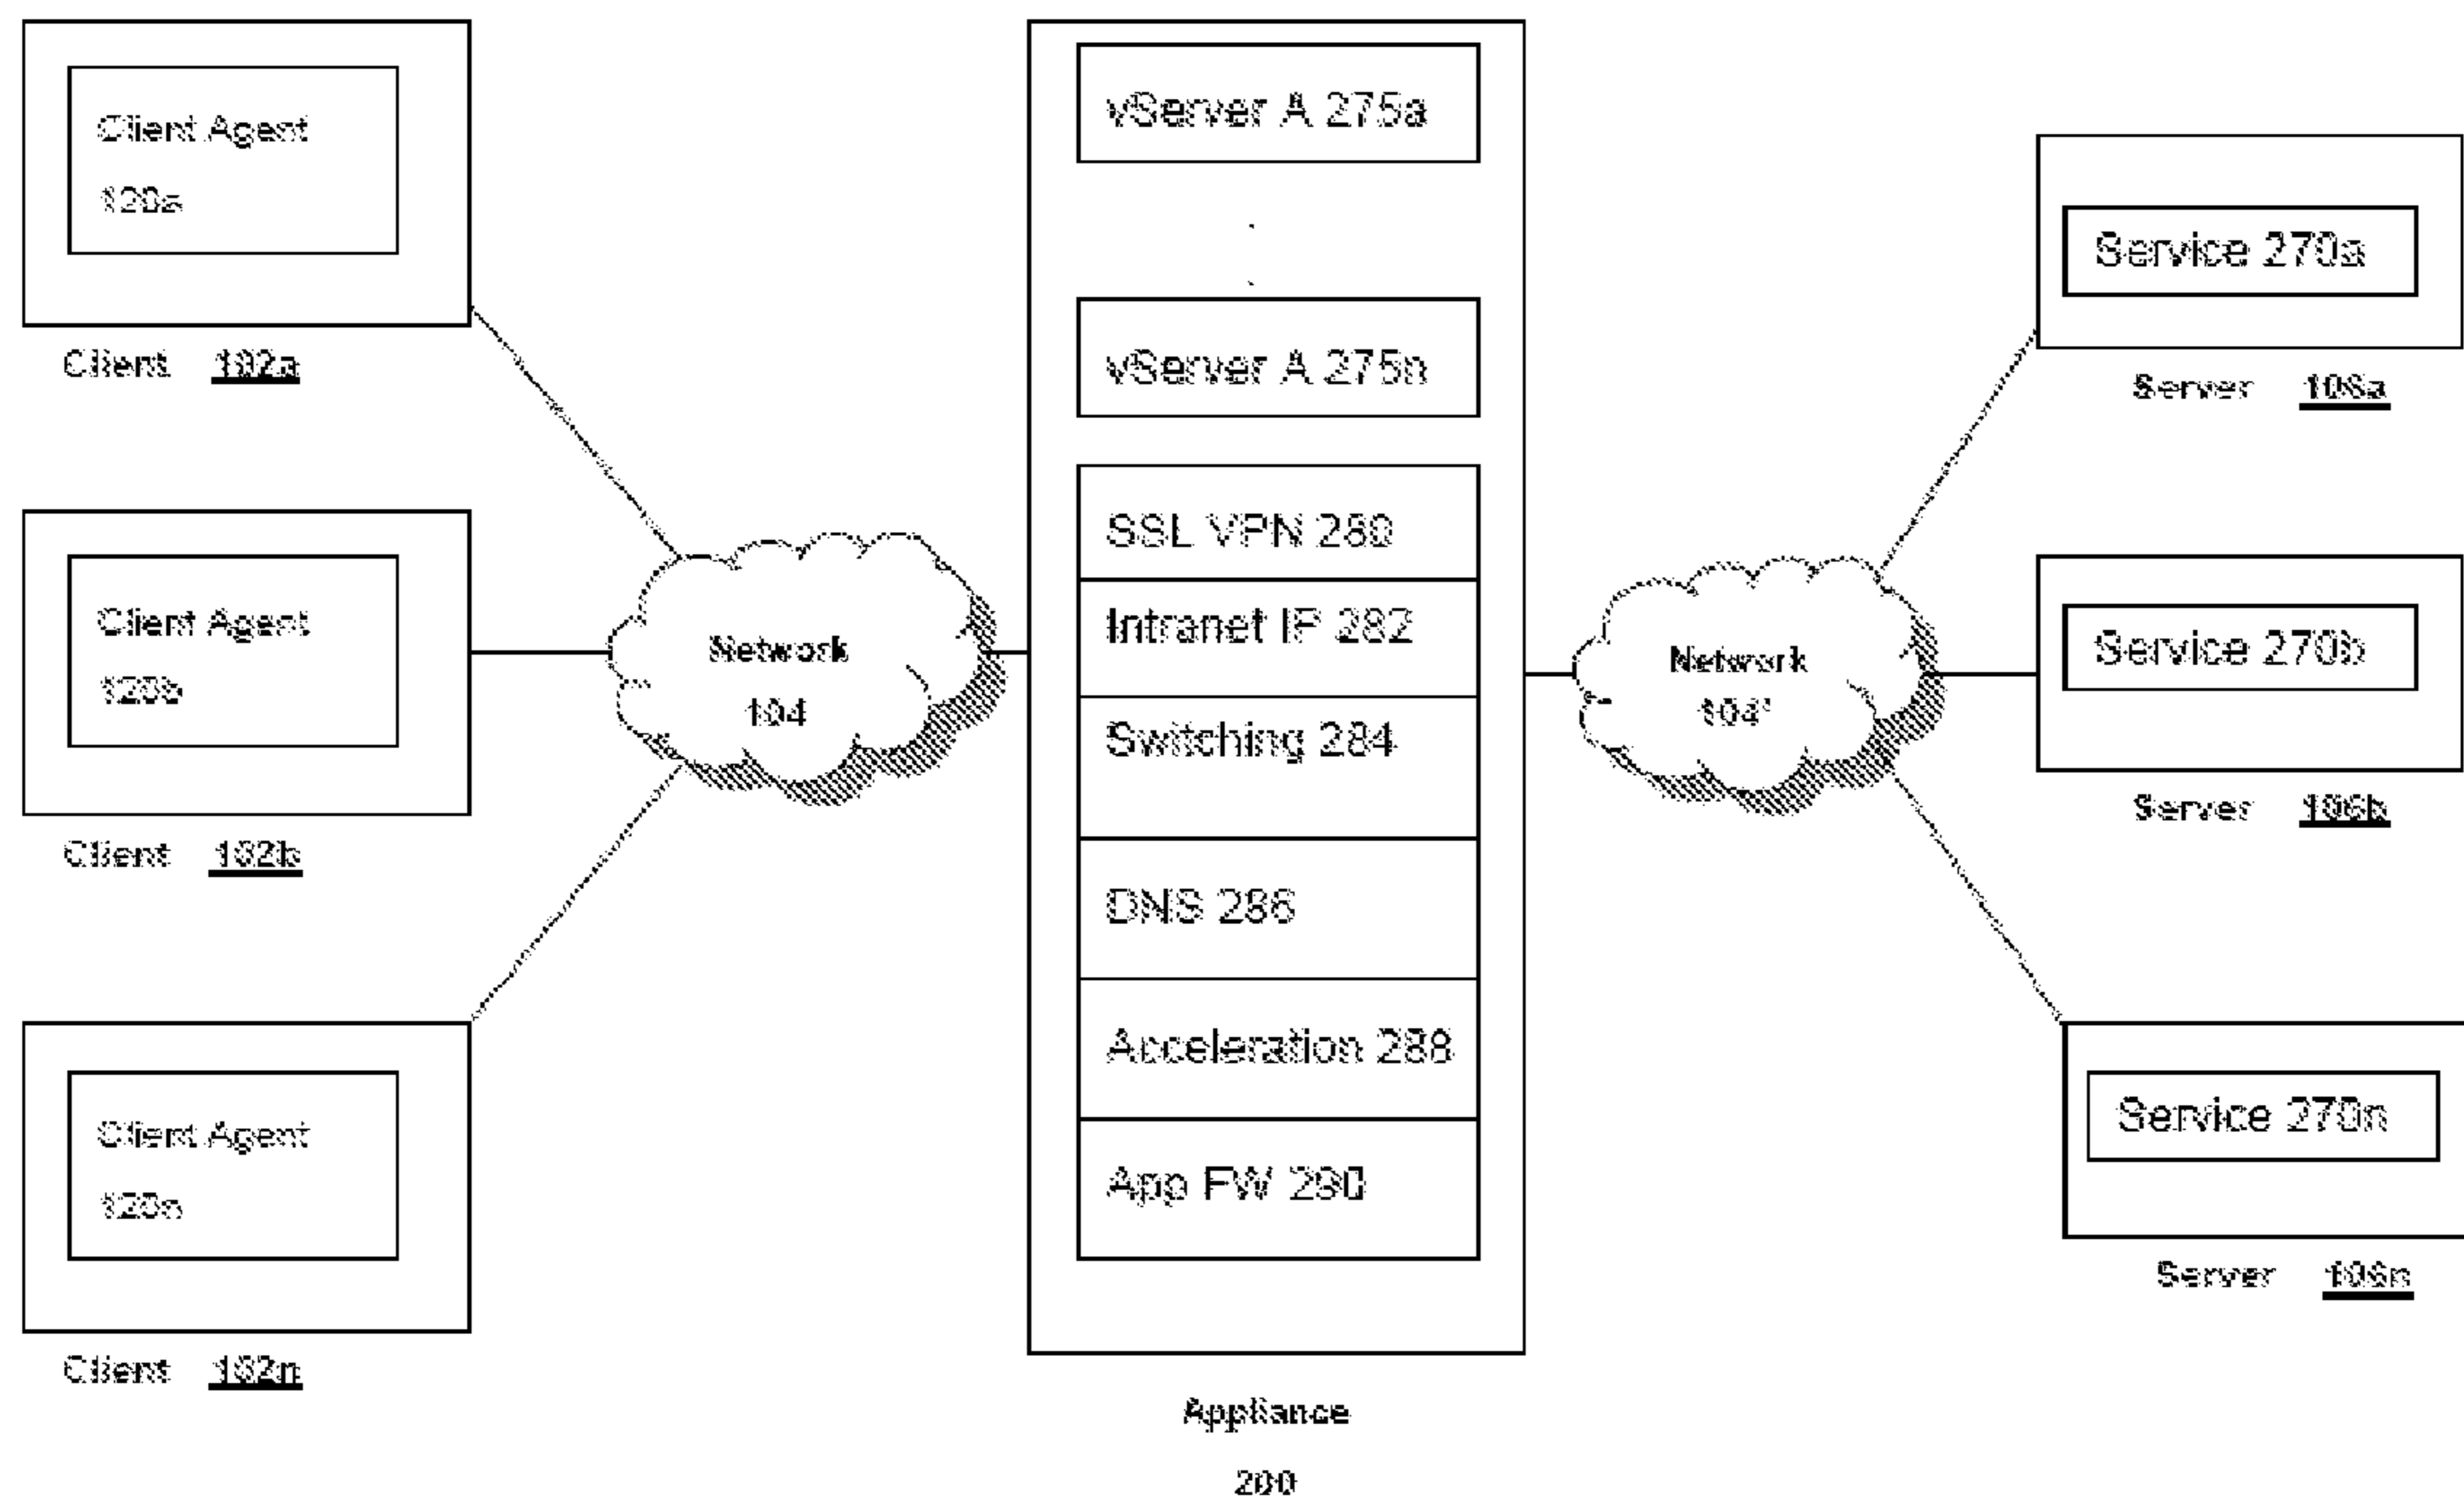 Client Agent
120a
Client 102a
Client Agent
120b
Client 102b
Client Agent
120n
Client 102n
Network
104
vServer A 275a
vServer A 275n
SSL VPN 280
Intranet IP 282
Switching 284
DNS 286
Acceleration 288
App FW 290
Appliance
200
Network
104'
Service 270a
Server 106a
Service 270b
Server 106b
Service 270n
Server 106n